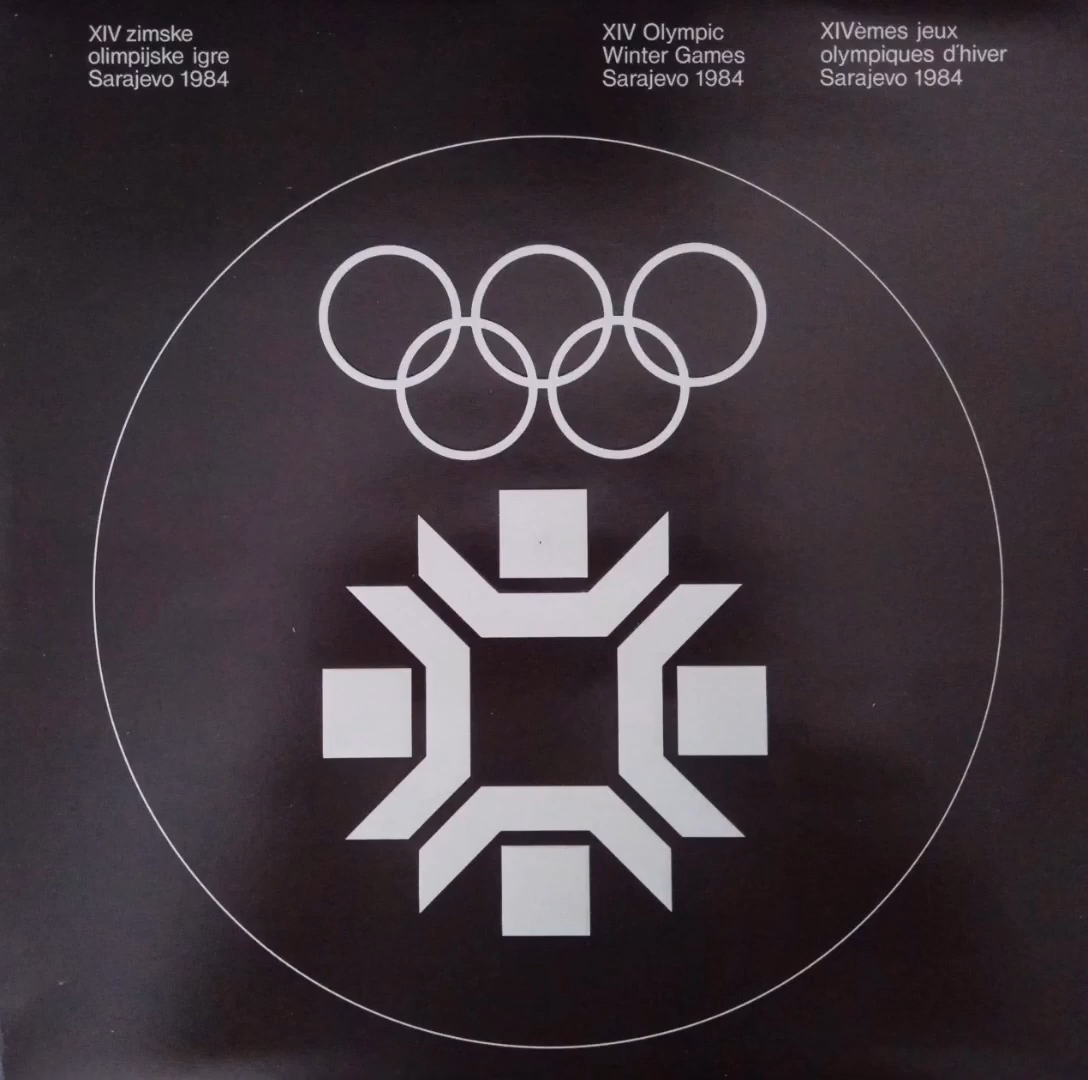 XIV zimske
olimpijske igre
Sarajevo 1984
XIV Olympic
Winter Games
Sarajevo 1984
XIVèmes jeux
olympiques d'hiver
Sarajevo 1984